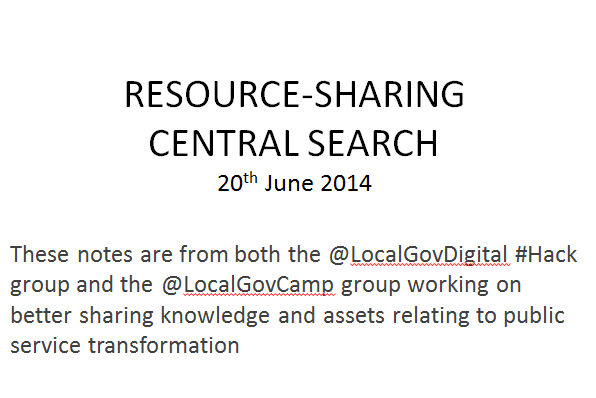 RESOURCE-SHARING
CENTRAL SEARCH
20th June 2014
These notes are from both the @LocalGovDigital #Hack
group and the @LocalGovCamp group working on
better sharing knowledge and assets relating to public
service transformation